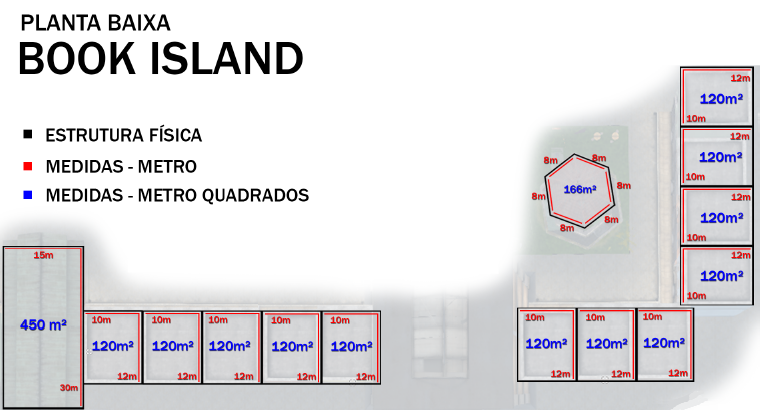 PLANTA BAIXA
BOOK ISLAND
ESTRUTURA FÍSICA
MEDIDAS - METRO
MEDIDAS - METRO QUADRADOS
12m
120m²
10m
12m
120m²
10m
12m
120m²
10m
12m
120m²
10m
8m
8m
8m
8m
8m
8m
166m²
15m
450 m²
30m
10m
120m²
12m
10m
120m²
12m
10m
120m²
12m
10m
120m²
12m
10m
120m²
12m
10m
120m²
12m
10m
120m²
12m
10m
120m²
12m